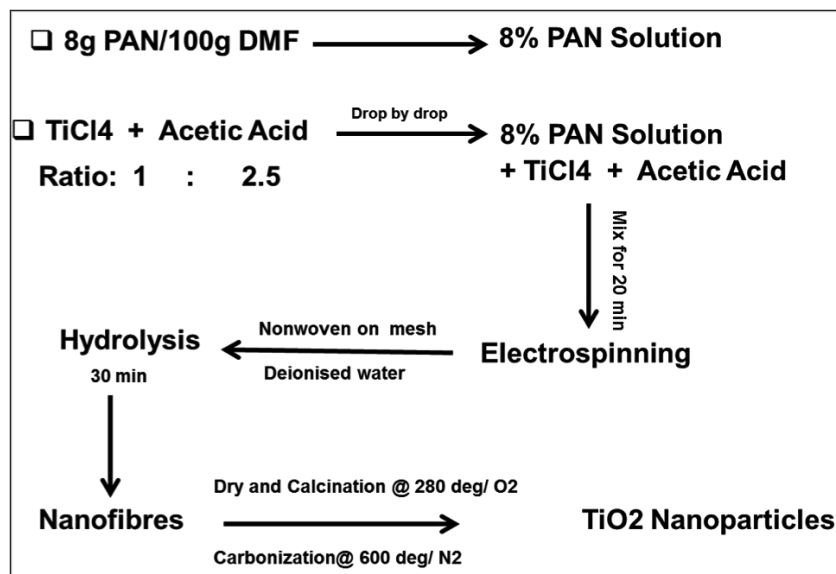 ❑ 8g PAN/100g DMF
8% PAN Solution
❑ TiCl4 + Acetic Acid
Drop by drop
8% PAN Solution
Ratio: 1 : 2.5
+ TiCl4 + Acetic Acid
Mix for 20 min
Hydrolysis
30 min
Nonwoven on mesh
Deionised water
Electrospinning
Nanofibres
Dry and Calcination @ 280 deg/ O2
Carbonization@ 600 deg/ N2
TiO2 Nanoparticles